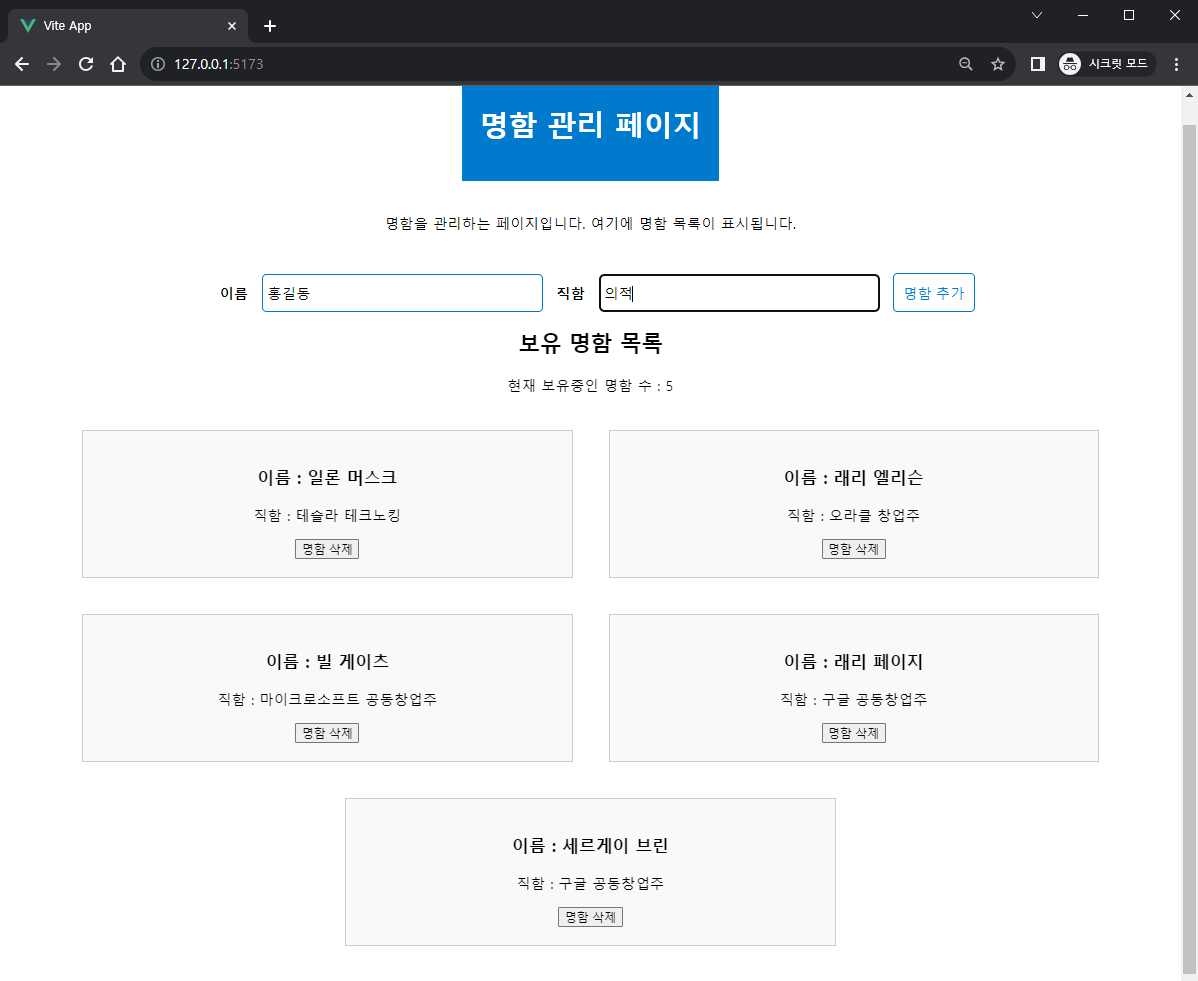 Vite App
127.0.0.1:5173
시크릿 모드
명함 관리 페이지
명함을 관리하는 페이지입니다. 여기에 명함 목록이 표시됩니다.
이름 홍길동 직함 의적 명함 추가
보유 명함 목록
현재 보유중인 명함 수 : 5
이름 : 일론 머스크
직함 : 테슬라 테크노킹
명함 삭제
이름 : 래리 엘리슨
직함 : 오라클 창업주
명함 삭제
이름 : 빌 게이츠
직함 : 마이크로소프트 공동창업주
명함 삭제
이름 : 래리 페이지
직함 : 구글 공동창업주
명함 삭제
이름 : 세르게이 브린
직함 : 구글 공동창업주
명함 삭제